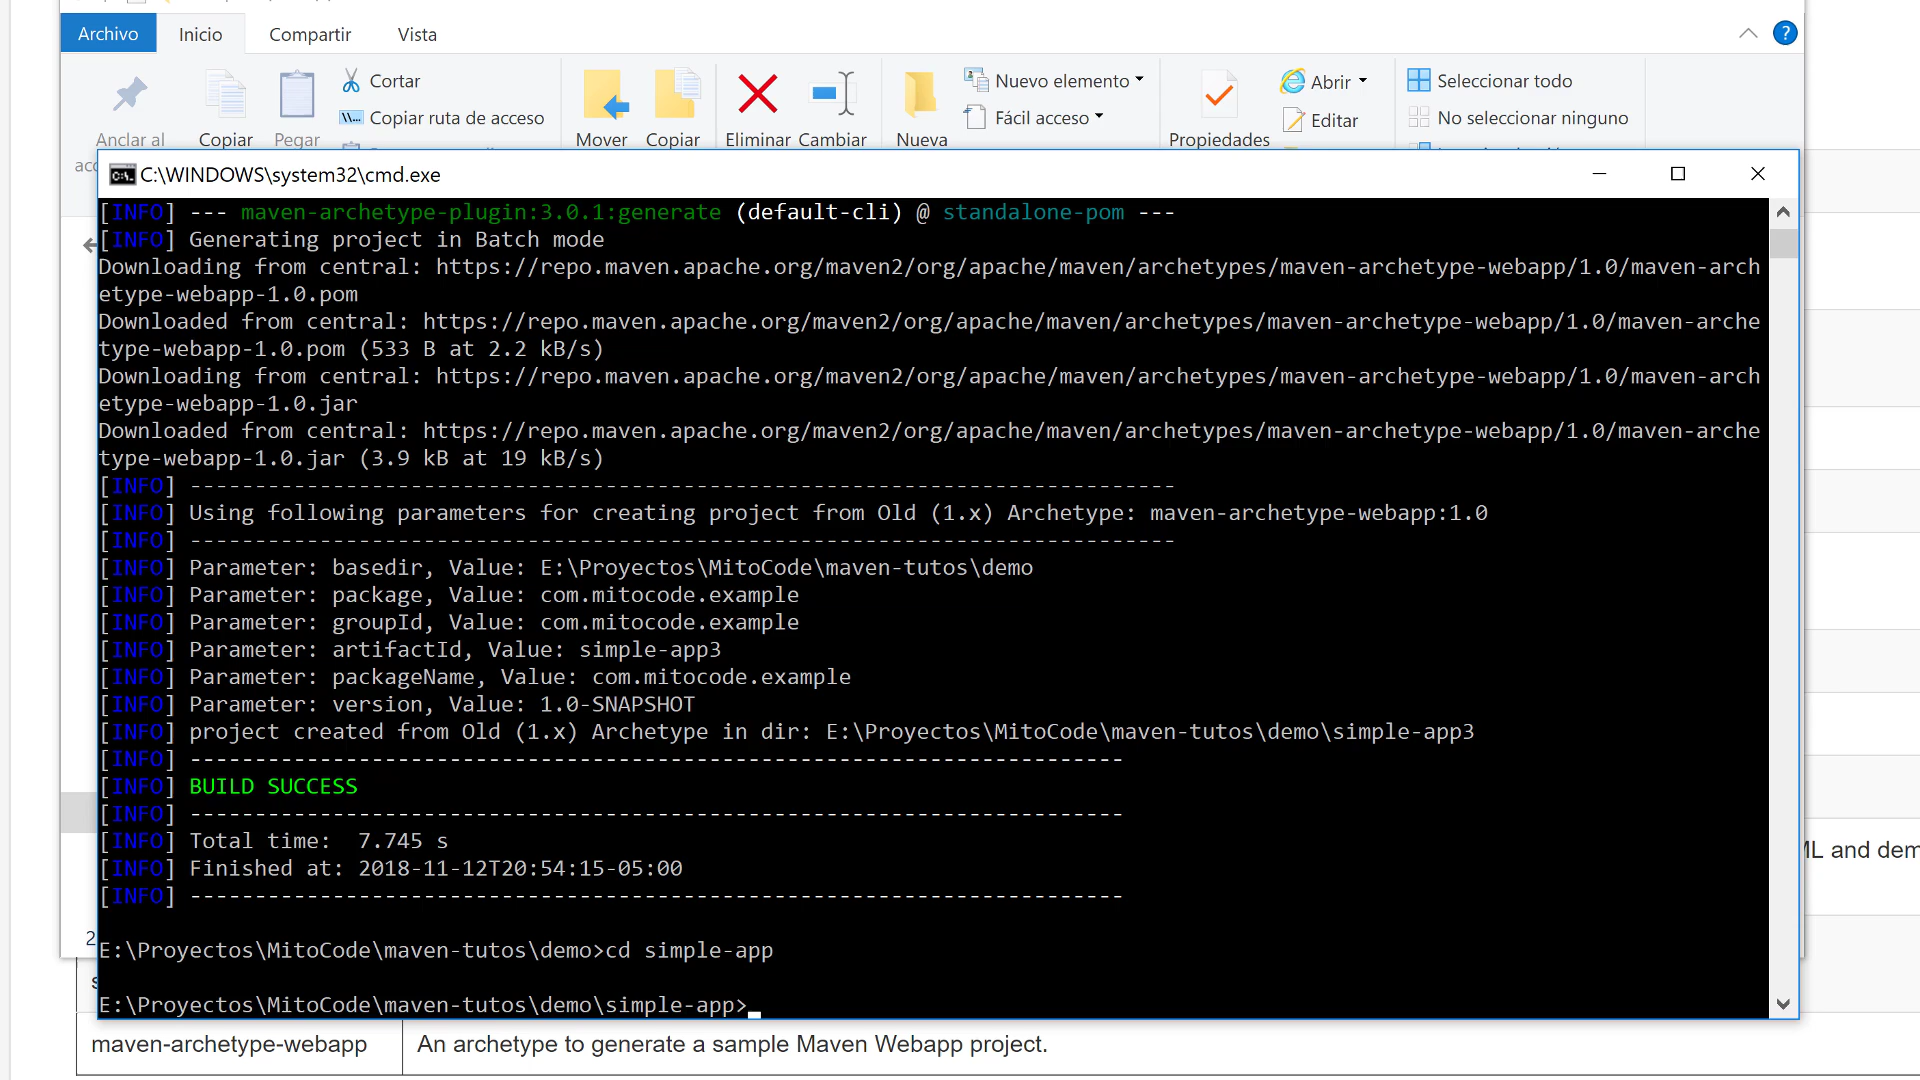 Archivo Inicio Compartir Vista
Cortar
Copiar ruta de acceso
Anclar al Copiar Pegar Mover Copiar Eliminar Cambiar Nueva
Nuevo elemento
Fácil acceso
Propiedades
Abrir
Editar
Seleccionar todo
No seleccionar ninguno
C:\WINDOWS\system32\cmd.exe
[INFO] --- maven-archetype-plugin:3.0.1:generate (default-cli) @ standalone-pom ---
[INFO] Generating project in Batch mode
Downloading from central: https://repo.maven.apache.org/maven2/org/apache/maven/archetypes/maven-archetype-webapp/1.0/maven-arch
etype-webapp-1.0.pom
Downloaded from central: https://repo.maven.apache.org/maven2/org/apache/maven/archetypes/maven-archetype-webapp/1.0/maven-arche
type-webapp-1.0.pom (533 B at 2.2 kB/s)
Downloading from central: https://repo.maven.apache.org/maven2/org/apache/maven/archetypes/maven-archetype-webapp/1.0/maven-arch
etype-webapp-1.0.jar
Downloaded from central: https://repo.maven.apache.org/maven2/org/apache/maven/archetypes/maven-archetype-webapp/1.0/maven-arche
type-webapp-1.0.jar (3.9 kB at 19 kB/s)
[INFO] ----------------------------------------------------------------------------
[INFO] Using following parameters for creating project from Old (1.x) Archetype: maven-archetype-webapp:1.0
[INFO] ----------------------------------------------------------------------------
[INFO] Parameter: basedir, Value: E:\Proyectos\MitoCode\maven-tutos\demo
[INFO] Parameter: package, Value: com.mitocode.example
[INFO] Parameter: groupId, Value: com.mitocode.example
[INFO] Parameter: artifactId, Value: simple-app3
[INFO] Parameter: packageName, Value: com.mitocode.example
[INFO] Parameter: version, Value: 1.0-SNAPSHOT
[INFO] project created from Old (1.x) Archetype in dir: E:\Proyectos\MitoCode\maven-tutos\demo\simple-app3
[INFO] ------------------------------------------------------------------------
[INFO] BUILD SUCCESS
[INFO] ------------------------------------------------------------------------
[INFO] Total time:  7.745 s
[INFO] Finished at: 2018-11-12T20:54:15-05:00
[INFO] ------------------------------------------------------------------------
E:\Proyectos\MitoCode\maven-tutos\demo>cd simple-app
E:\Proyectos\MitoCode\maven-tutos\demo\simple-app>
ML and dem
maven-archetype-webapp An archetype to generate a sample Maven Webapp project.